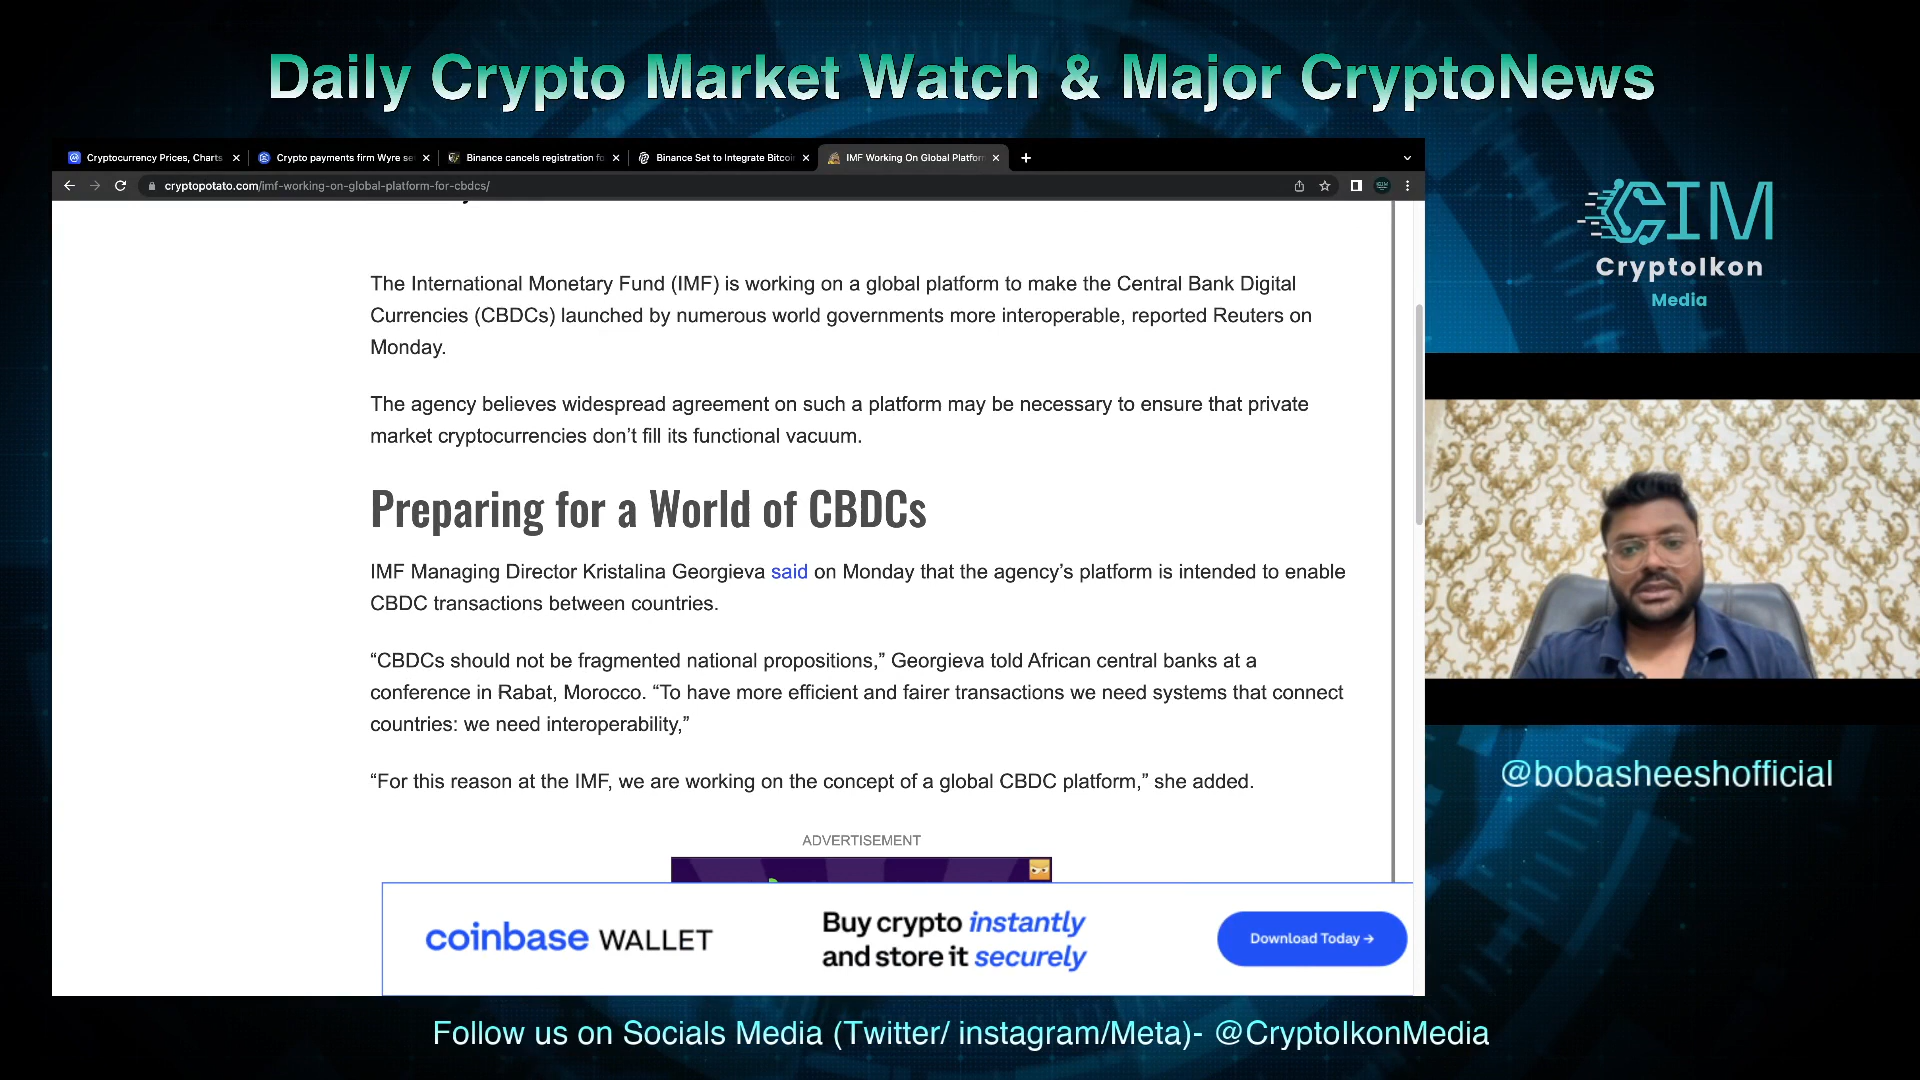 Daily Crypto Market Watch & Major CryptoNews
Cryptocurrency Prices, Charts
Crypto payments firm Wyre se
Binance cancels registration fo
Binance Set to Integrate Bitcoi
IMF Working On Global Platfor
cryptopotato.com/imf-working-on-global-platform-for-cbdcs/
The International Monetary Fund (IMF) is working on a global platform to make the Central Bank Digital
Currencies (CBDCs) launched by numerous world governments more interoperable, reported Reuters on
Monday.
The agency believes widespread agreement on such a platform may be necessary to ensure that private
market cryptocurrencies don’t fill its functional vacuum.
Preparing for a World of CBDCs
IMF Managing Director Kristalina Georgieva said on Monday that the agency’s platform is intended to enable
CBDC transactions between countries.
“CBDCs should not be fragmented national propositions,” Georgieva told African central banks at a
conference in Rabat, Morocco. “To have more efficient and fairer transactions we need systems that connect
countries: we need interoperability,”
“For this reason at the IMF, we are working on the concept of a global CBDC platform,” she added.
ADVERTISEMENT
coinbase WALLET
Buy crypto instantly
and store it securely
Download Today →
CIM
CryptoIkon
Media
@bobasheeshofficial
Follow us on Socials Media (Twitter/ instagram/Meta)- @CryptoIkonMedia